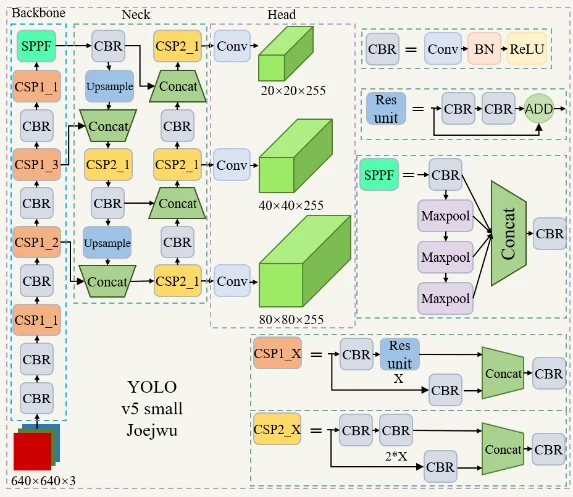 Backbone
Neck
Head
SPPF
CSP1_1
CBR
CSP1_3
CBR
CSP1_2
CBR
CSP1_1
CBR
CBR
640×640×3
CBR
Upsample
Concat
CSP2_1
CBR
Upsample
Concat
CSP2_1
Concat
CBR
CSP2_1
Concat
CBR
CSP2_1
Conv
20×20×255
Conv
40×40×255
Conv
80×80×255
CBR = Conv BN ReLU
Res
unit
= CBR CBR ADD
SPPF = CBR
Maxpool
Maxpool
Maxpool
Concat
CBR
CSP1_X = CBR Res
unit
X
CBR
Concat
CBR
CSP2_X = CBR CBR
2*X
CBR
Concat
CBR
YOLO
v5 small
Joejwu